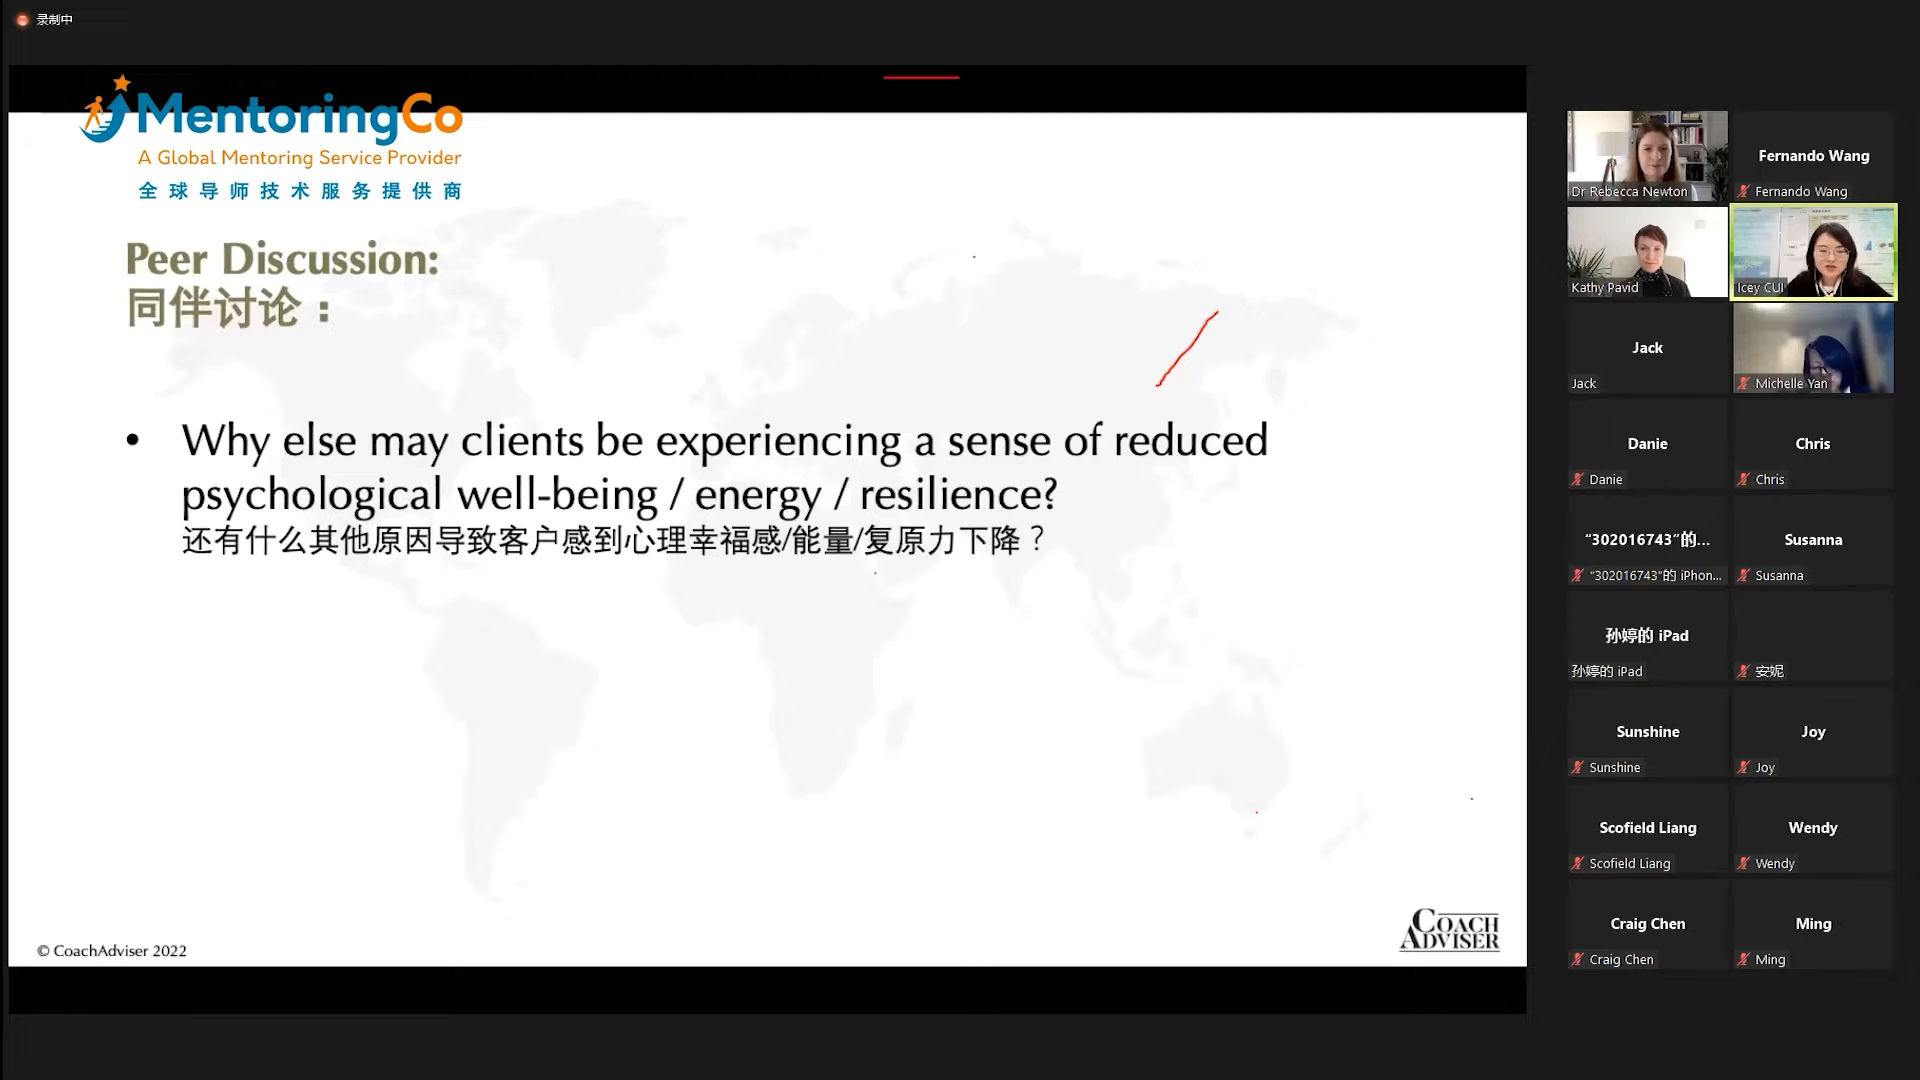 录制中
MentoringCo
A Global Mentoring Service Provider
全球导师技术服务提供商
Peer Discussion:
同伴讨论：
• Why else may clients be experiencing a sense of reduced
psychological well-being / energy / resilience?
还有什么其他原因导致客户感到心理幸福感/能量/复原力下降？
© CoachAdviser 2022
COACH
ADVISER
Dr Rebecca Newton
Fernando Wang
Fernando Wang
Kathy Pavid
Icey CUI
Jack
Jack
Michelle Yan
Danie
Danie
Chris
Chris
“302016743”的...
“302016743”的 iPhon...
Susanna
Susanna
孙婷的 iPad
孙婷的 iPad
安妮
Sunshine
Sunshine
Joy
Joy
Scofield Liang
Scofield Liang
Wendy
Wendy
Craig Chen
Craig Chen
Ming
Ming